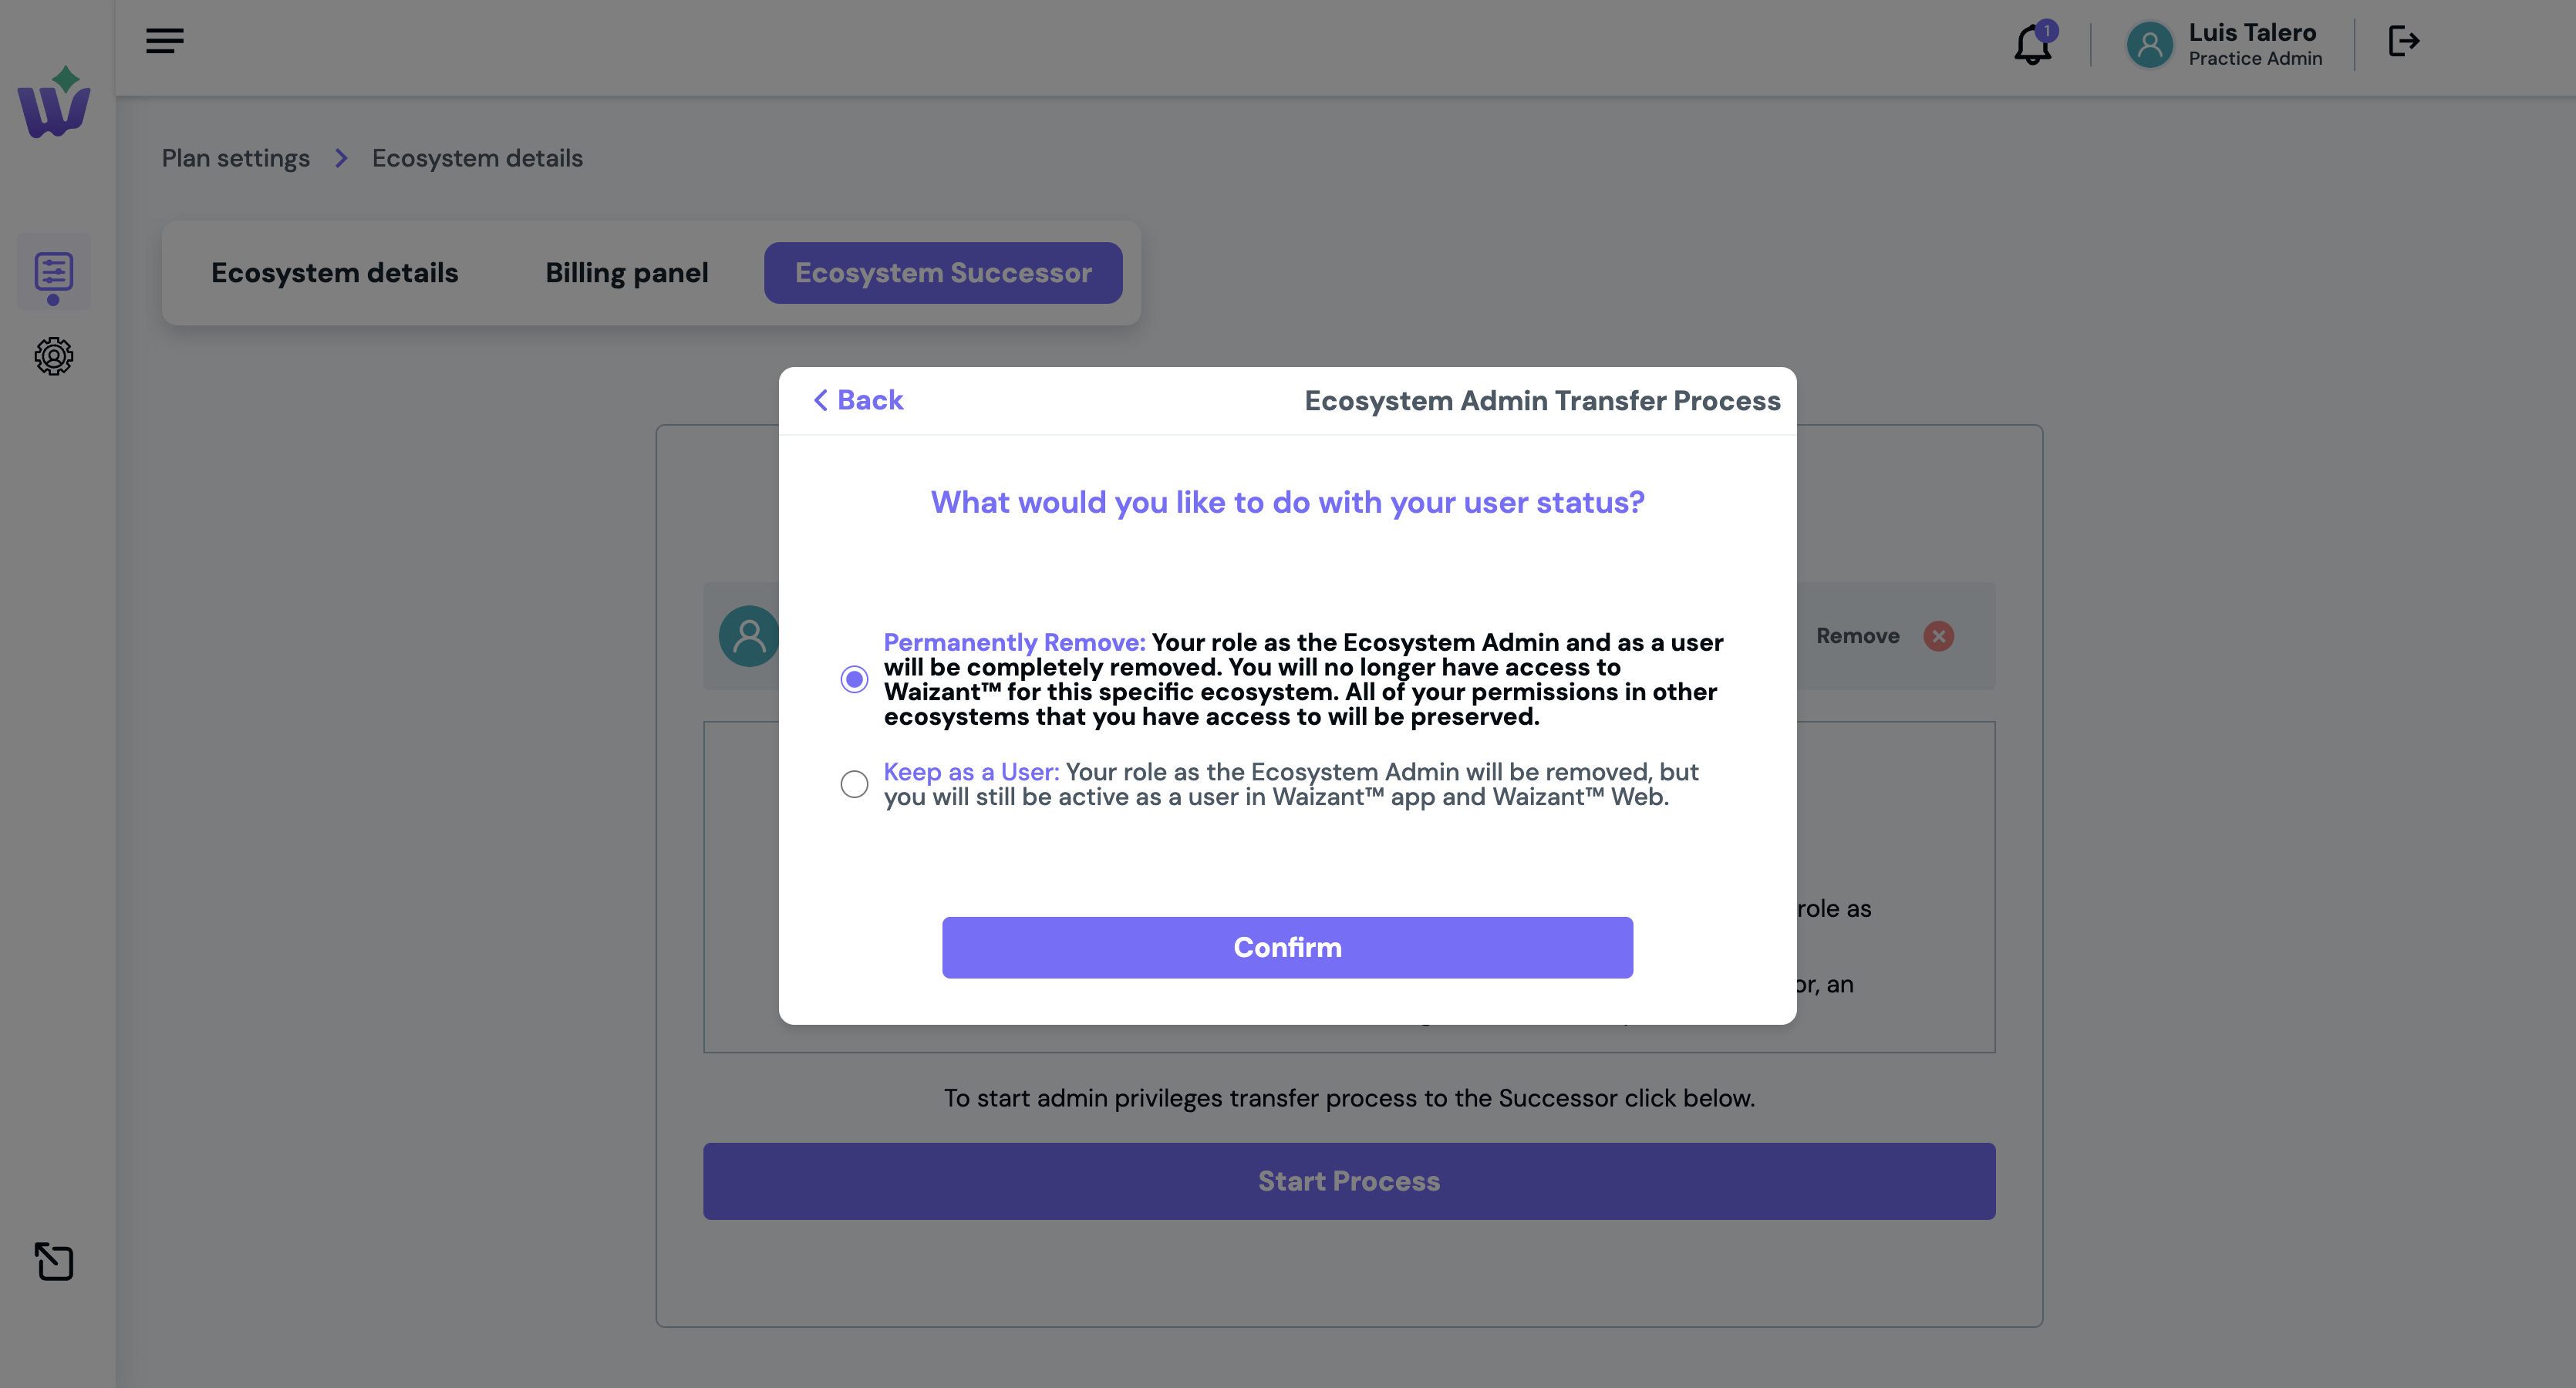 1
Luis Talero
Practice Admin
Plan settings
Ecosystem details
Ecosystem details
Billing panel
Ecosystem Successor
Back
Ecosystem Admin Transfer Process
What would you like to do with your user status?
Permanently Remove: Your role as the Ecosystem Admin and as a user
will be completely removed. You will no longer have access to
Waizant™ for this specific ecosystem. All of your permissions in other
ecosystems that you have access to will be preserved.
Keep as a User: Your role as the Ecosystem Admin will be removed, but
you will still be active as a user in Waizant™ app and Waizant™ Web.
Confirm
Remove
role as
or, an
To start admin privileges transfer process to the Successor click below.
Start Process